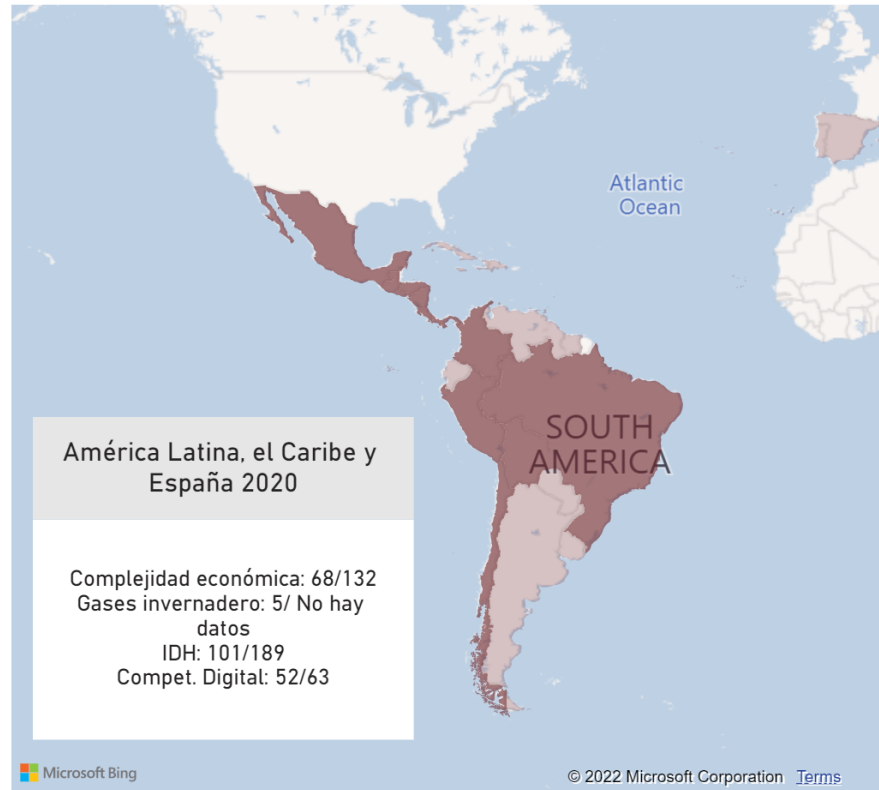 Atlantic
Ocean
SOUTH
AMERICA
América Latina, el Caribe y
España 2020
Complejidad económica: 68/132
Gases invernadero: 5/ No hay
datos
IDH: 101/189
Compet. Digital: 52/63
Microsoft Bing
© 2022 Microsoft Corporation Terms